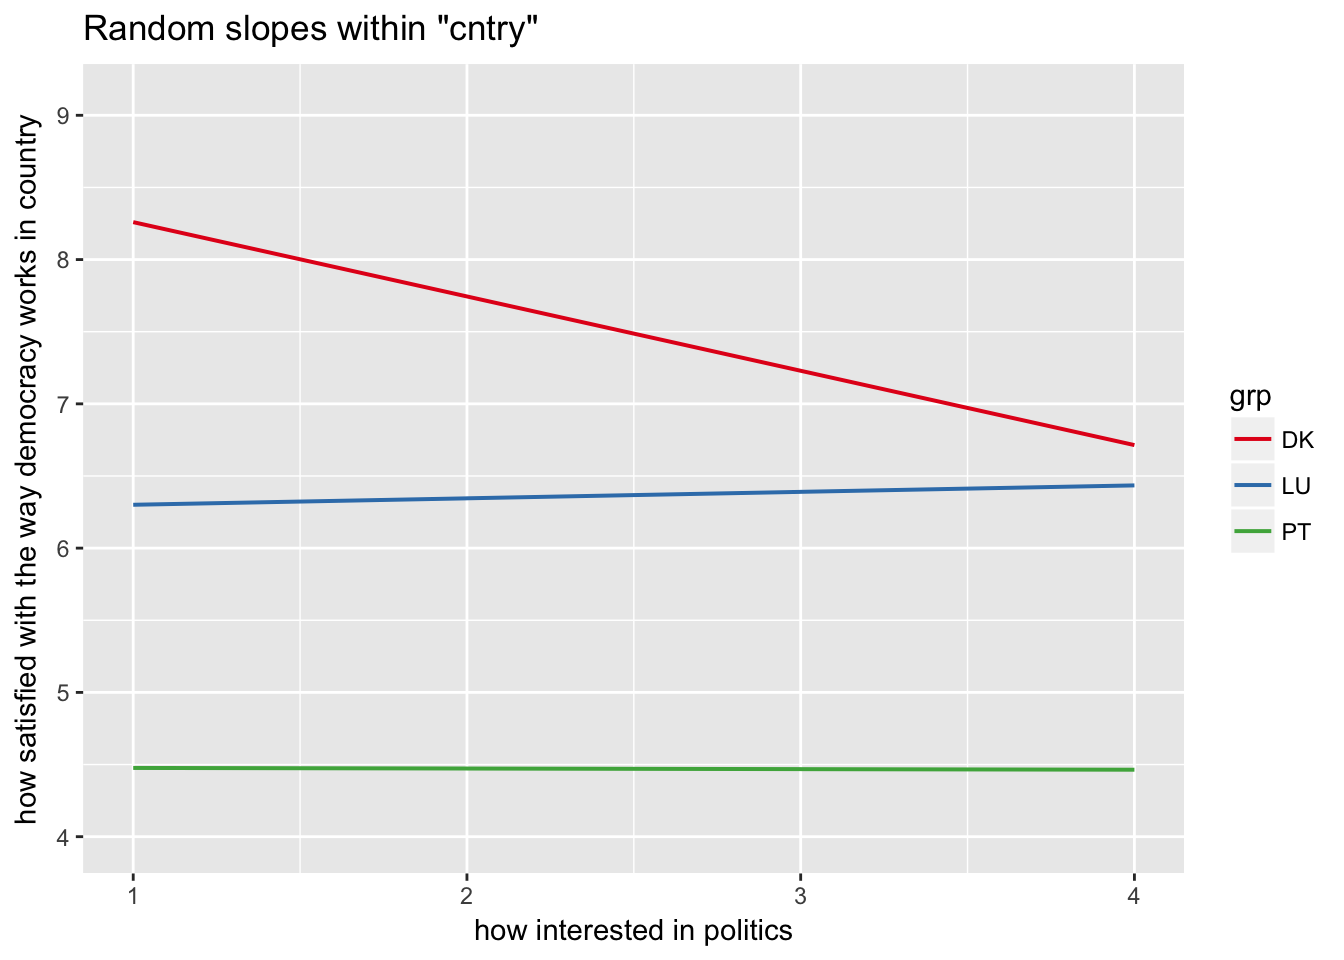 Random slopes within "cntry"
how satisfied with the way democracy works in country
9
8
7
6
5
4
1 2 3 4
how interested in politics
grp
DK
LU
PT